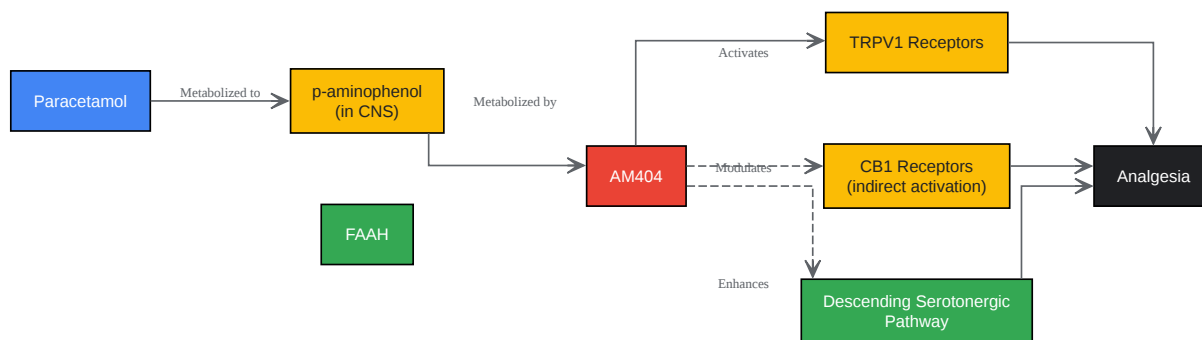 Paracetamol
Metabolized to
p-aminophenol
(in CNS)
Metabolized by
FAAH
AM404
Activates
TRPV1 Receptors
Modulates
CB1 Receptors
(indirect activation)
Enhances
Descending Serotonergic
Pathway
Analgesia